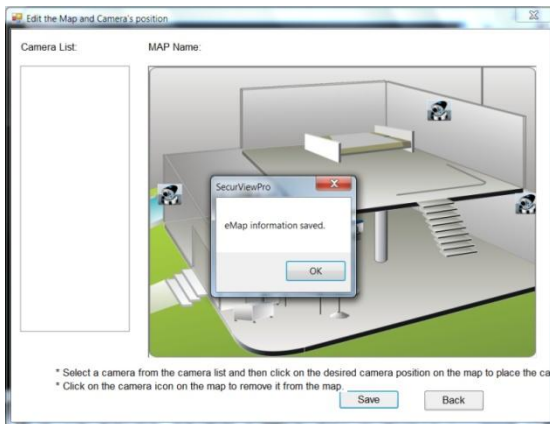 Edit the Map and Camera's position
Camera List:
MAP Name:
SecurViewPro
eMap information saved.
OK
* Select a camera from the camera list and then click on the desired camera position on the map to place the ca
* Click on the camera icon on the map to remove it from the map.
Save
Back